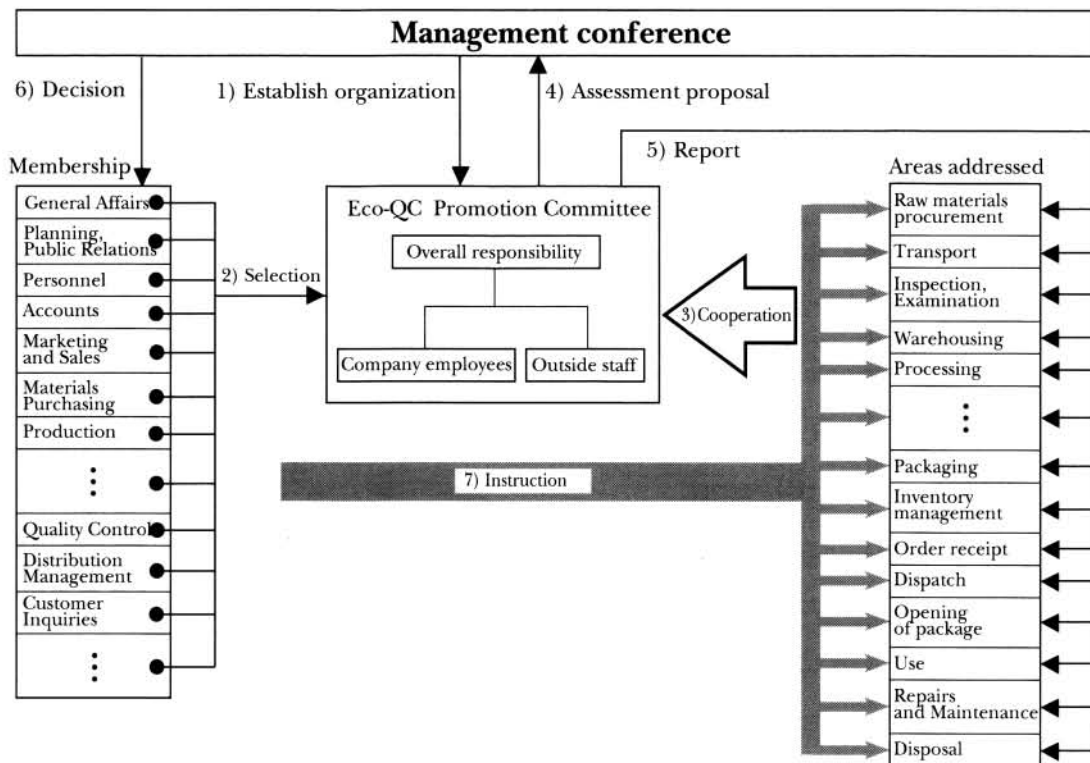 Management conference
6) Decision
1) Establish organization
4) Assessment proposal
5) Report
Membership
General Affairs
Planning,
Public Relations
Personnel
Accounts
Marketing
and Sales
Materials
Purchasing
Production
Quality Control
Distribution
Management
Customer
Inquiries
2) Selection
Eco-QC Promotion Committee
Overall responsibility
Company employees
Outside staff
3)Cooperation
7) Instruction
Areas addressed
Raw materials
procurement
Transport
Inspection,
Examination
Warehousing
Processing
Packaging
Inventory
management
Order receipt
Dispatch
Opening
of package
Use
Repairs
and Maintenance
Disposal